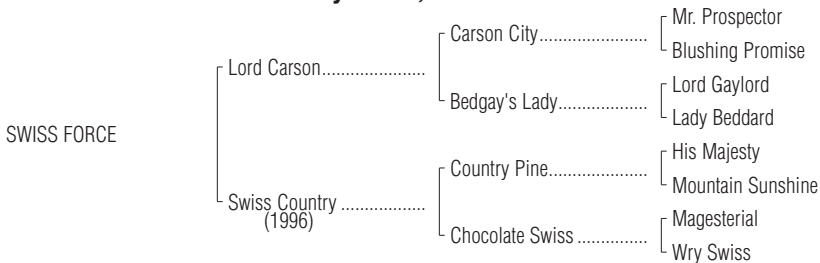 Mr. Prospector
Carson City......................
Blushing Promise
Lord Carson.....................
Lord Gaylord
Bedgay's Lady..................
Lady Beddard
SWISS FORCE
His Majesty
Country Pine....................
Mountain Sunshine
Swiss Country .................
(1996)
Magesterial
Chocolate Swiss ..............
Wry Swiss